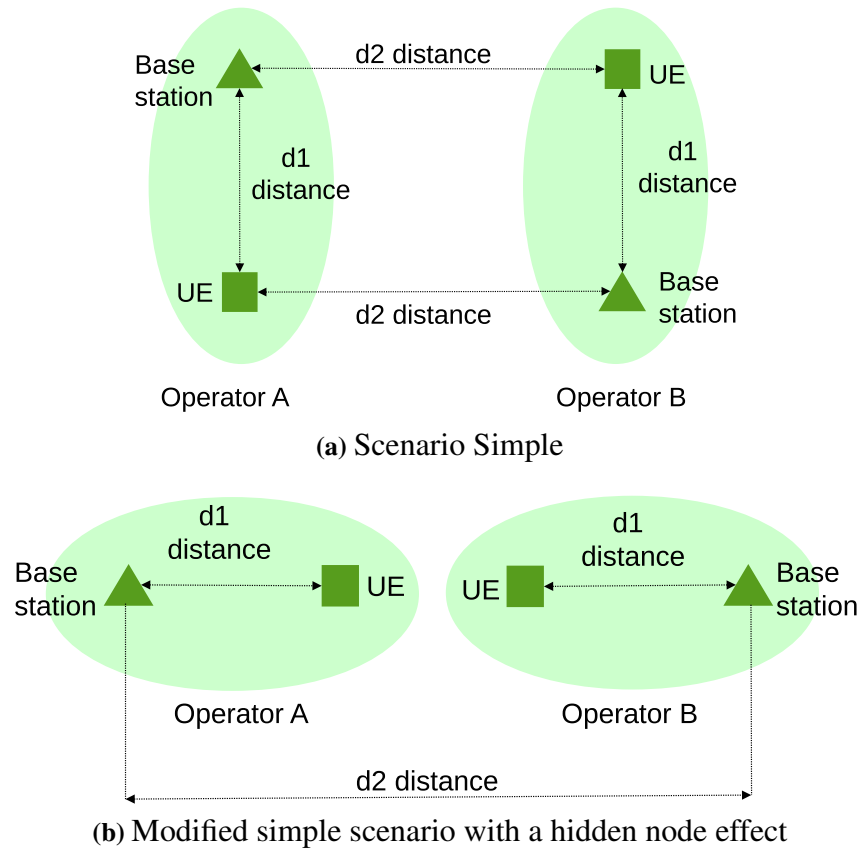 d2 distance
Base
station
UE
d1
distance
d1
distance
UE
d2 distance
Base
station
Operator A
Operator B
(a) Scenario Simple
d1
distance
d1
distance
Base
station
UE
UE
Base
station
Operator A
Operator B
d2 distance
(b) Modified simple scenario with a hidden node effect